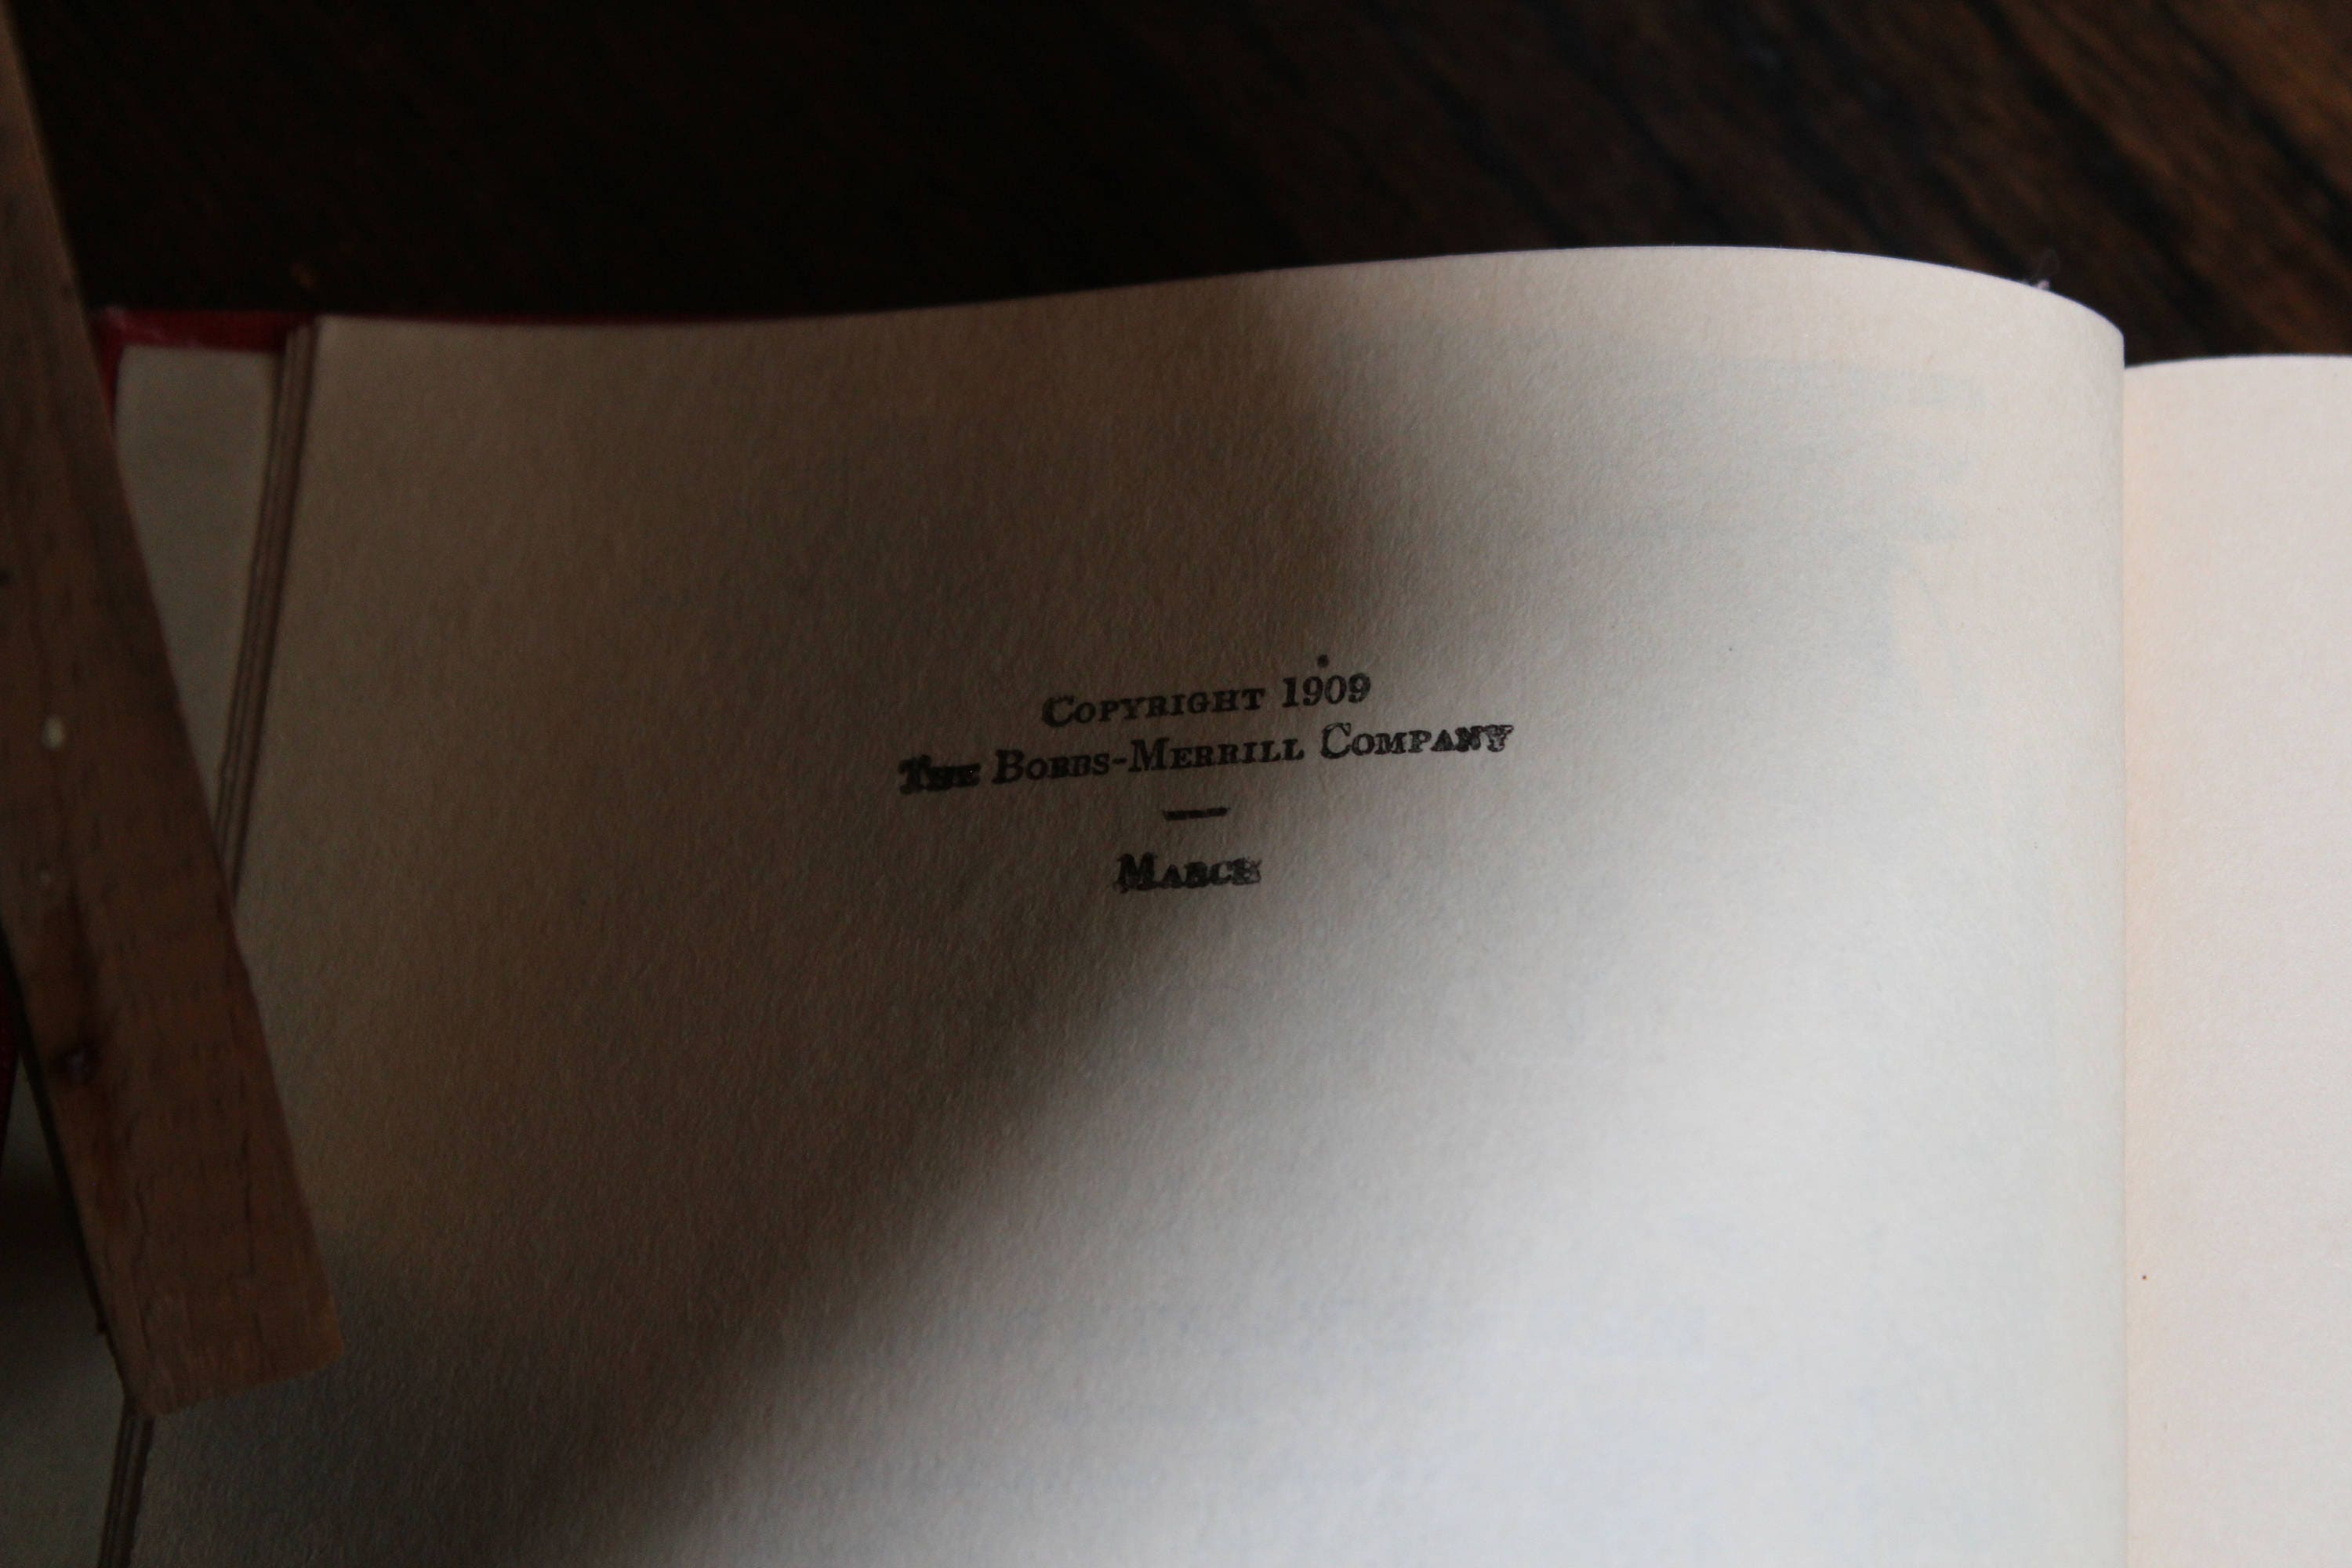 Copyright 1909
The Bobbs-Merrill Company
—
March